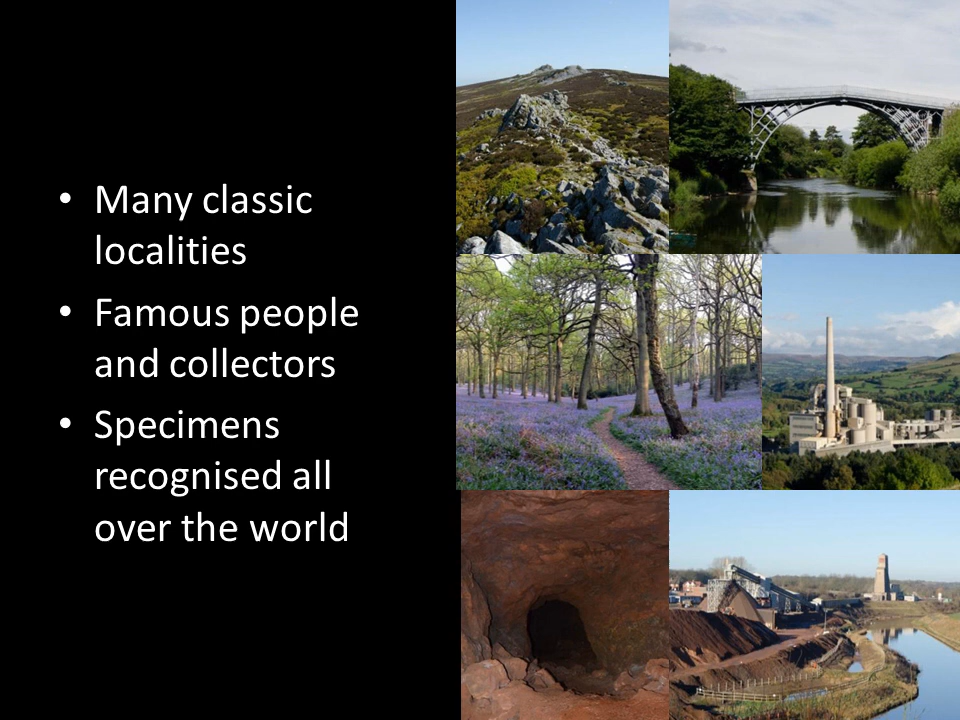 • Many classic
localities
• Famous people
and collectors
• Specimens
recognised all
over the world